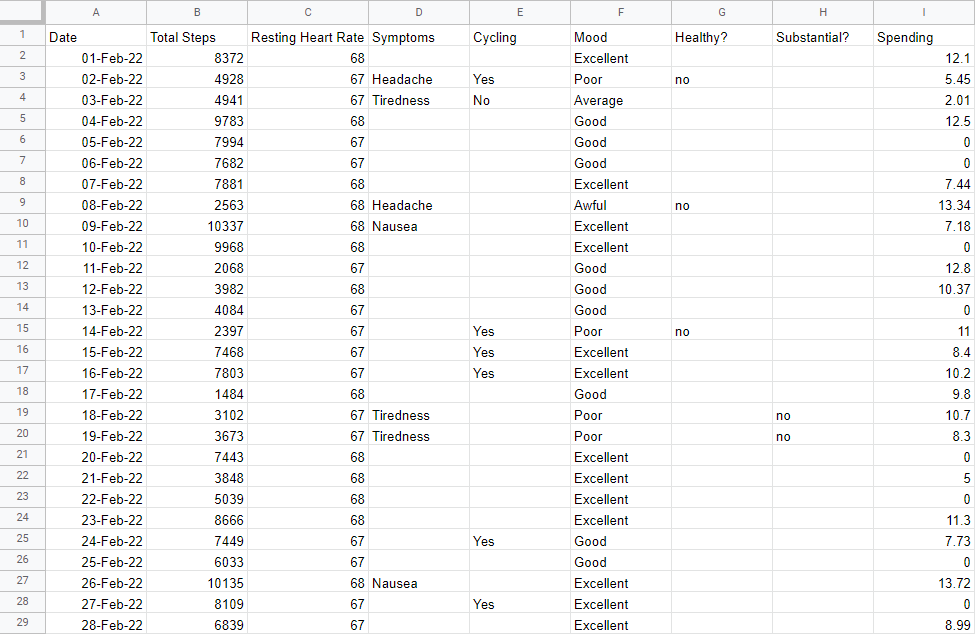 A B C D E F G H I
1 Date Total Steps Resting Heart Rate Symptoms Cycling Mood Healthy? Substantial? Spending
2 01-Feb-22 8372 68 Excellent 12.1
3 02-Feb-22 4928 67 Headache Yes Poor no 5.45
4 03-Feb-22 4941 67 Tiredness No Average 2.01
5 04-Feb-22 9783 68 Good 12.5
6 05-Feb-22 7994 67 Good 0
7 06-Feb-22 7682 67 Good 0
8 07-Feb-22 7881 68 Excellent 7.44
9 08-Feb-22 2563 68 Headache Awful no 13.34
10 09-Feb-22 10337 68 Nausea Excellent 7.18
11 10-Feb-22 9968 68 Excellent 0
12 11-Feb-22 2068 67 Good 12.8
13 12-Feb-22 3982 68 Good 10.37
14 13-Feb-22 4084 67 Good 0
15 14-Feb-22 2397 67 Yes Poor no 11
16 15-Feb-22 7468 67 Yes Excellent 8.4
17 16-Feb-22 7803 67 Yes Excellent 10.2
18 17-Feb-22 1484 68 Good 9.8
19 18-Feb-22 3102 67 Tiredness Poor no 10.7
20 19-Feb-22 3673 67 Tiredness Poor no 8.3
21 20-Feb-22 7443 68 Excellent 0
22 21-Feb-22 3848 68 Excellent 5
23 22-Feb-22 5039 68 Excellent 0
24 23-Feb-22 8666 68 Excellent 11.3
25 24-Feb-22 7449 67 Yes Good 7.73
26 25-Feb-22 6033 67 Good 0
27 26-Feb-22 10135 68 Nausea Excellent 13.72
28 27-Feb-22 8109 67 Yes Excellent 0
29 28-Feb-22 6839 67 Excellent 8.99